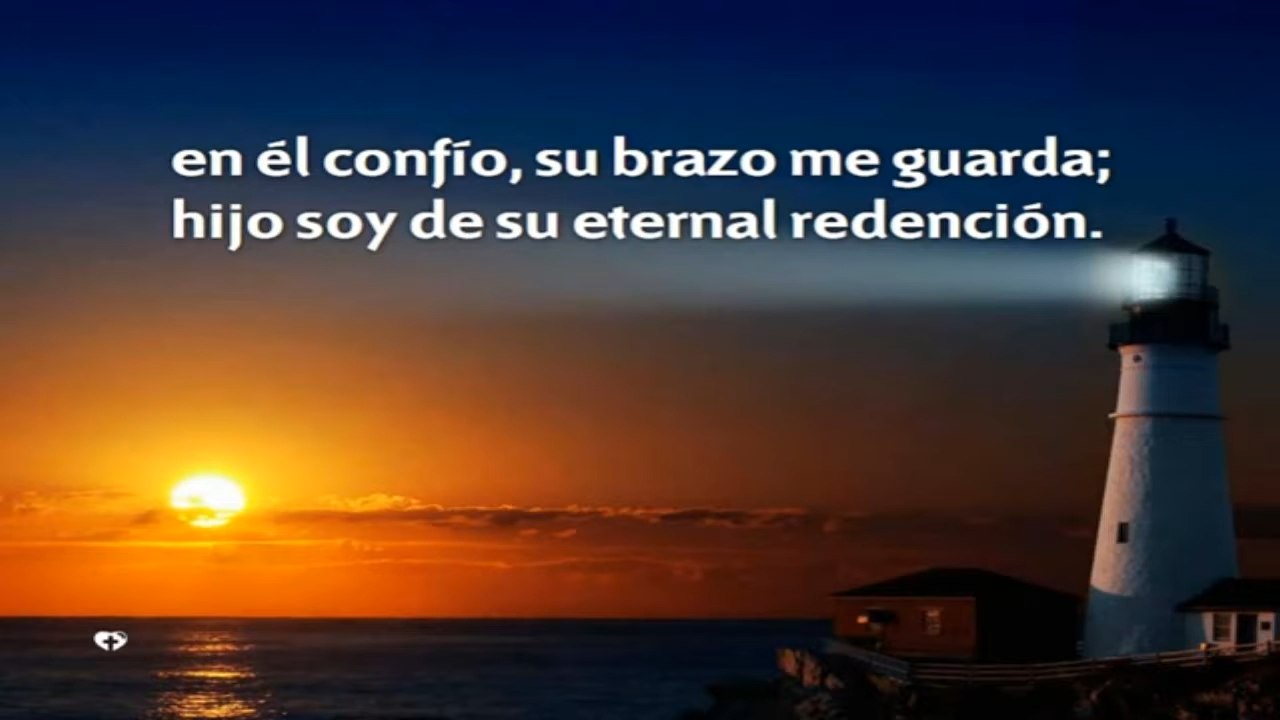 en él confío, su brazo me guarda;
hijo soy de su eternal redención.